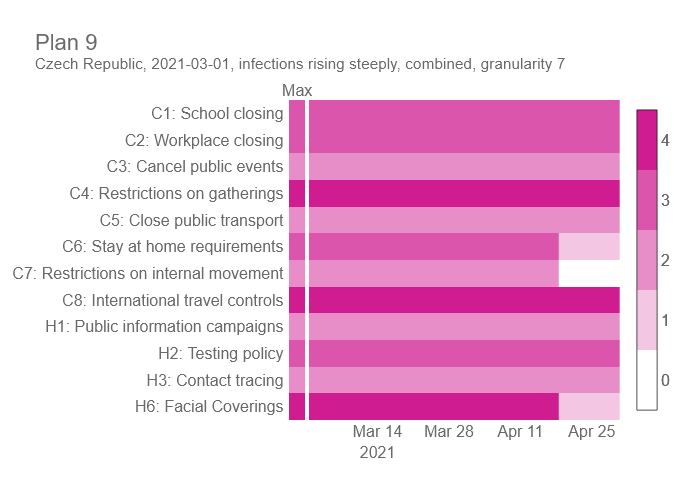 Plan 9
Czech Republic, 2021-03-01, infections rising steeply, combined, granularity 7
Max
C1: School closing
C2: Workplace closing
C3: Cancel public events
C4: Restrictions on gatherings
C5: Close public transport
C6: Stay at home requirements
C7: Restrictions on internal movement
C8: International travel controls
H1: Public information campaigns
H2: Testing policy
H3: Contact tracing
H6: Facial Coverings
4
3
2
1
0
Mar 14 Mar 28 Apr 11 Apr 25
2021